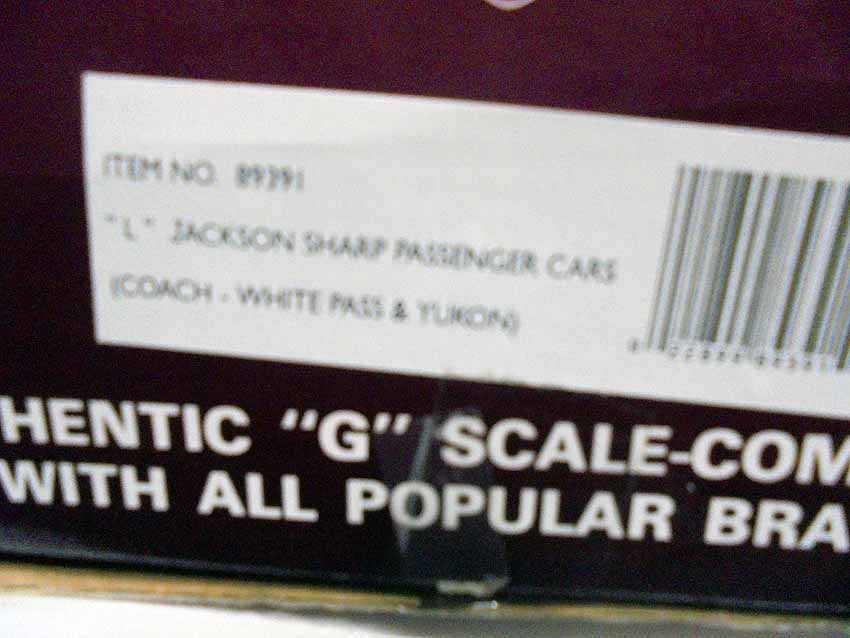 ITEM NO. 89391
"L" JACKSON SHARP PASSENGER CARS
(COACH - WHITE PASS & YUKON)
HENTIC "G" SCALE-COM
WITH ALL POPULAR BRA